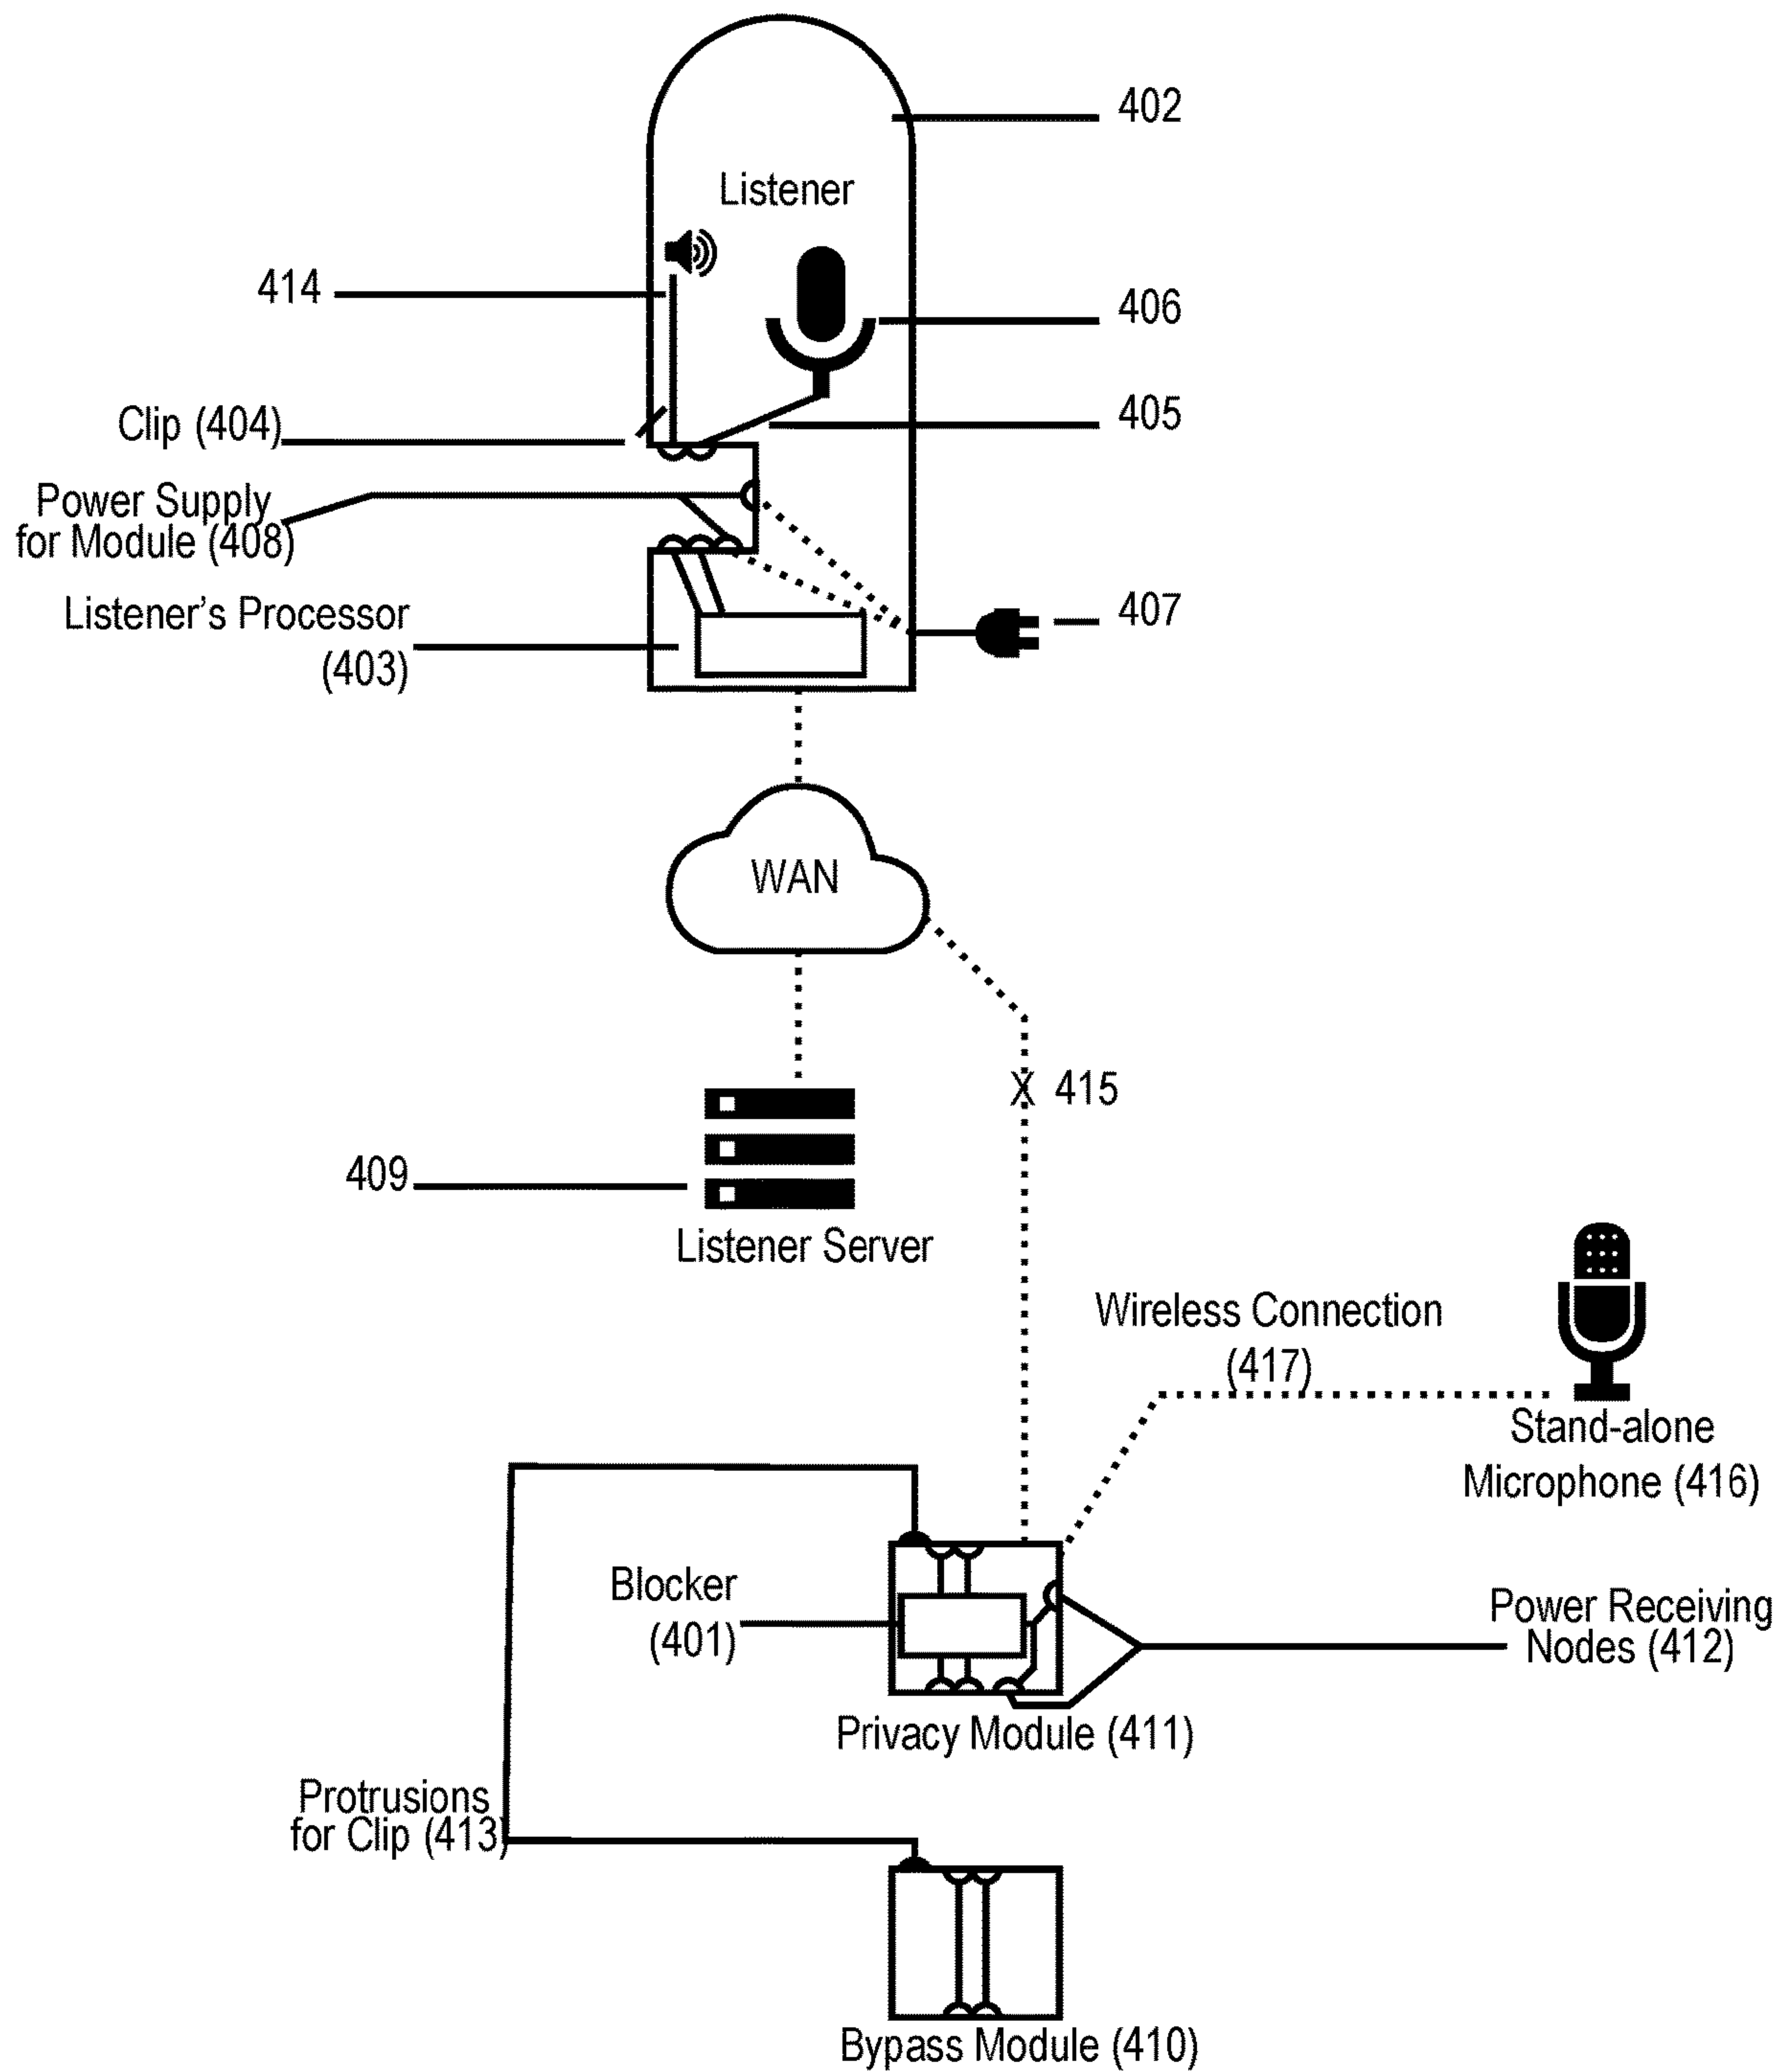 402
Listener
414
406
Clip (404)
405
Power Supply
for Module (408)
407
Listener's Processor
(403)
WAN
X 415
409
Listener Server
Wireless Connection
(417)
Stand-alone
Microphone (416)
Blocker
(401)
Power Receiving
Nodes (412)
Privacy Module (411)
Protrusions
for Clip (413)
Bypass Module (410)